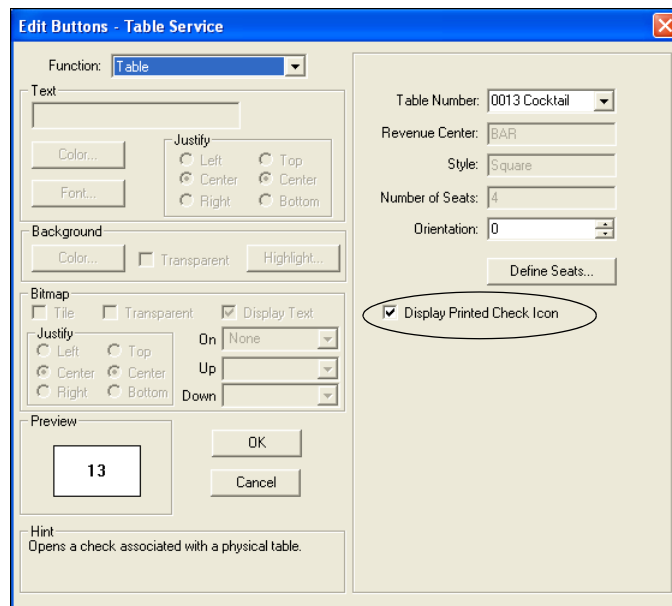 Edit Buttons - Table Service
Function: Table
Text
Color...
Font...
Justify
Left Top
Center Center
Right Bottom
Background
Color... Transparent Highlight...
Bitmap
Tile Transparent Display Text
Justify
Left Top
Center Center
Right Bottom
On None
Up
Down
Preview
13
OK
Cancel
Hint
Opens a check associated with a physical table.
Table Number: 0013 Cocktail
Revenue Center: BAR
Style: Square
Number of Seats: 4
Orientation: 0
Define Seats...
Display Printed Check Icon